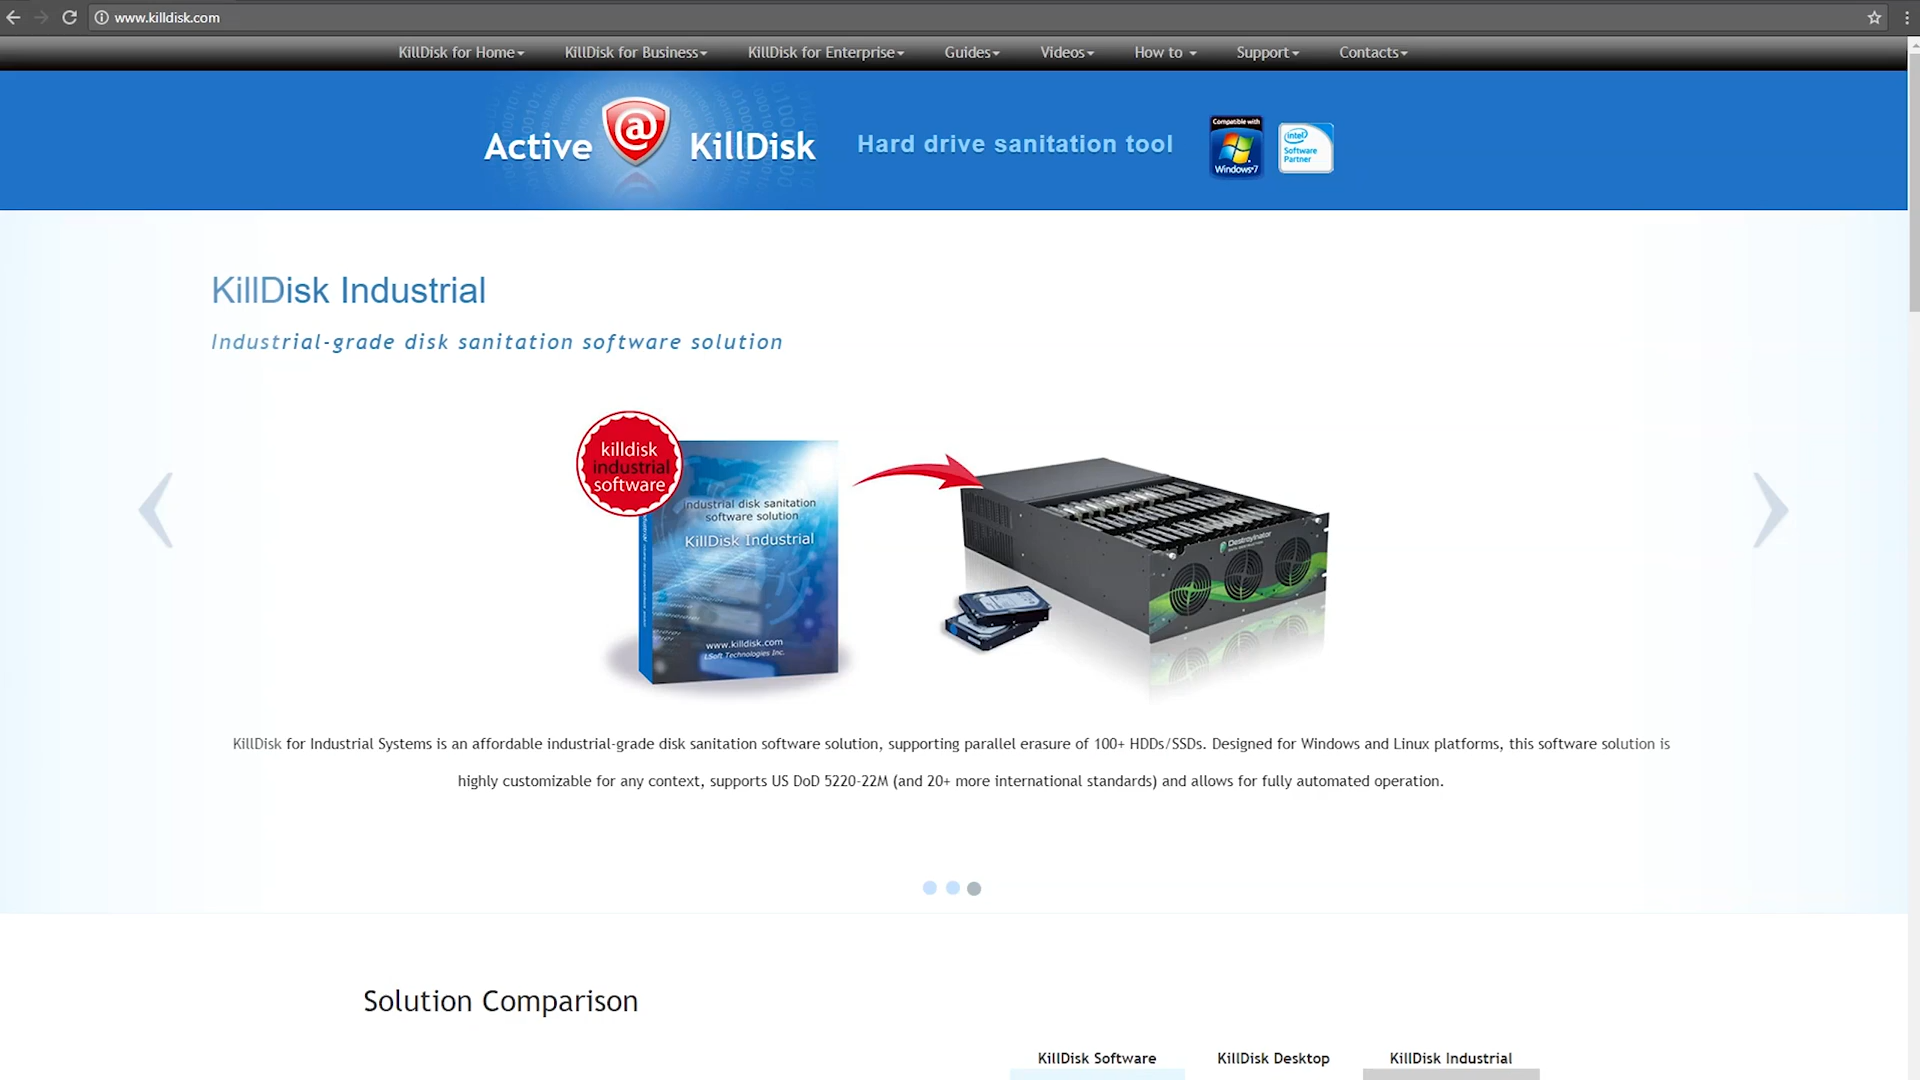 www.killdisk.com
KillDisk for Home KillDisk for Business KillDisk for Enterprise Guides Videos How to Support Contacts
Active @ KillDisk
Hard drive sanitation tool
Compatible with
Windows 7
intel
Software
Partner
KillDisk Industrial
Industrial-grade disk sanitation software solution
killdisk
industrial
software
industrial disk sanitation
software solution
KillDisk Industrial
www.killdisk.com
LSoft Technologies Inc.
Destroyinator
KillDisk for Industrial Systems is an affordable industrial-grade disk sanitation software solution, supporting parallel erasure of 100+ HDDs/SSDs. Designed for Windows and Linux platforms, this software solution is
highly customizable for any context, supports US DoD 5220-22M (and 20+ more international standards) and allows for fully automated operation.
Solution Comparison
KillDisk Software KillDisk Desktop KillDisk Industrial